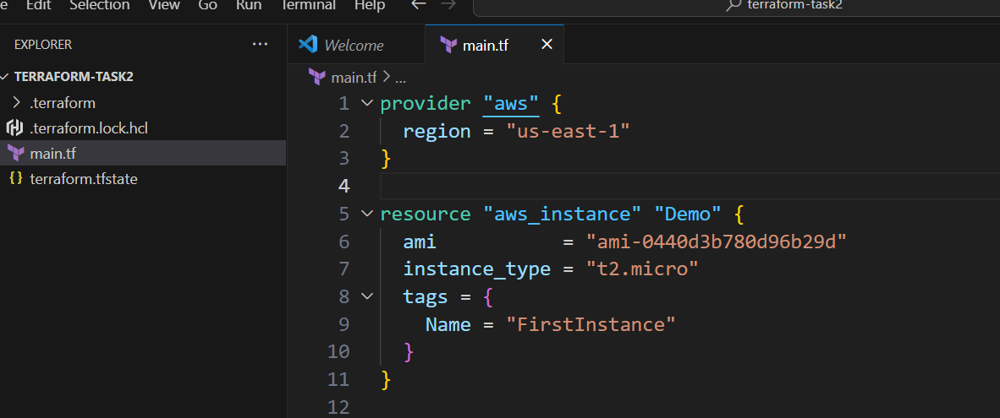 Edit Selection View Go Run Terminal Help
terraform-task2
EXPLORER
TERRAFORM-TASK2
.terraform
.terraform.lock.hcl
main.tf
terraform.tfstate
Welcome
main.tf
main.tf > ...
1 provider "aws" {
2 region = "us-east-1"
3 }
4
5 resource "aws_instance" "Demo" {
6 ami = "ami-0440d3b780d96b29d"
7 instance_type = "t2.micro"
8 tags = {
9 Name = "FirstInstance"
10 }
11 }
12